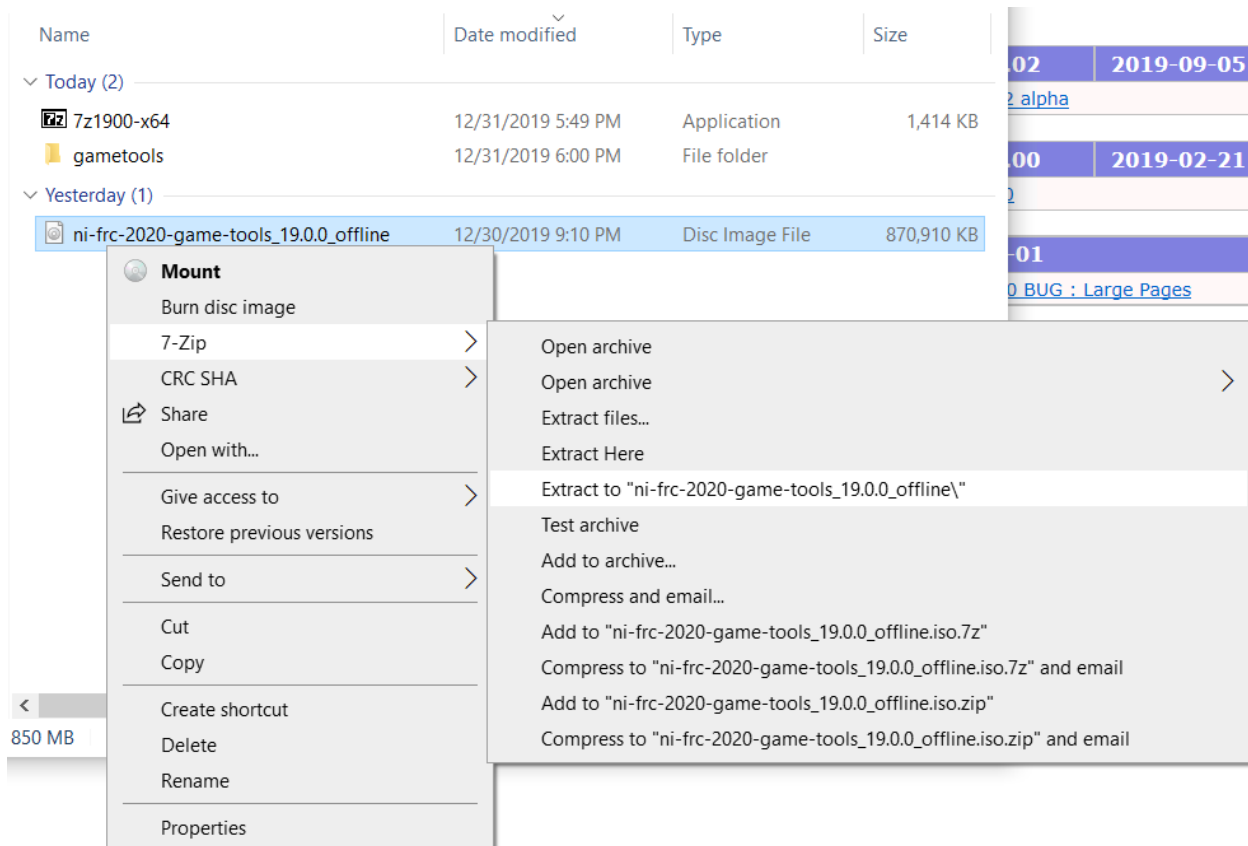 Name Date modified Type Size
Today (2)
7z 7z1900-x64 12/31/2019 5:49 PM Application 1,414 KB
gametools 12/31/2019 6:00 PM File folder
Yesterday (1)
ni-frc-2020-game-tools_19.0.0_offline 12/30/2019 9:10 PM Disc Image File 870,910 KB
Mount
Burn disc image
7-Zip
CRC SHA
Share
Open with...
Give access to
Restore previous versions
Send to
Cut
Copy
Create shortcut
Delete
Rename
Properties
Open archive
Open archive
Extract files...
Extract Here
Extract to "ni-frc-2020-game-tools_19.0.0_offline\"
Test archive
Add to archive...
Compress and email...
Add to "ni-frc-2020-game-tools_19.0.0_offline.iso.7z"
Compress to "ni-frc-2020-game-tools_19.0.0_offline.iso.7z" and email
Add to "ni-frc-2020-game-tools_19.0.0_offline.iso.zip"
Compress to "ni-frc-2020-game-tools_19.0.0_offline.iso.zip" and email
850 MB
.02 2019-09-05
2 alpha
.00 2019-02-21
0
-01
0 BUG : Large Pages